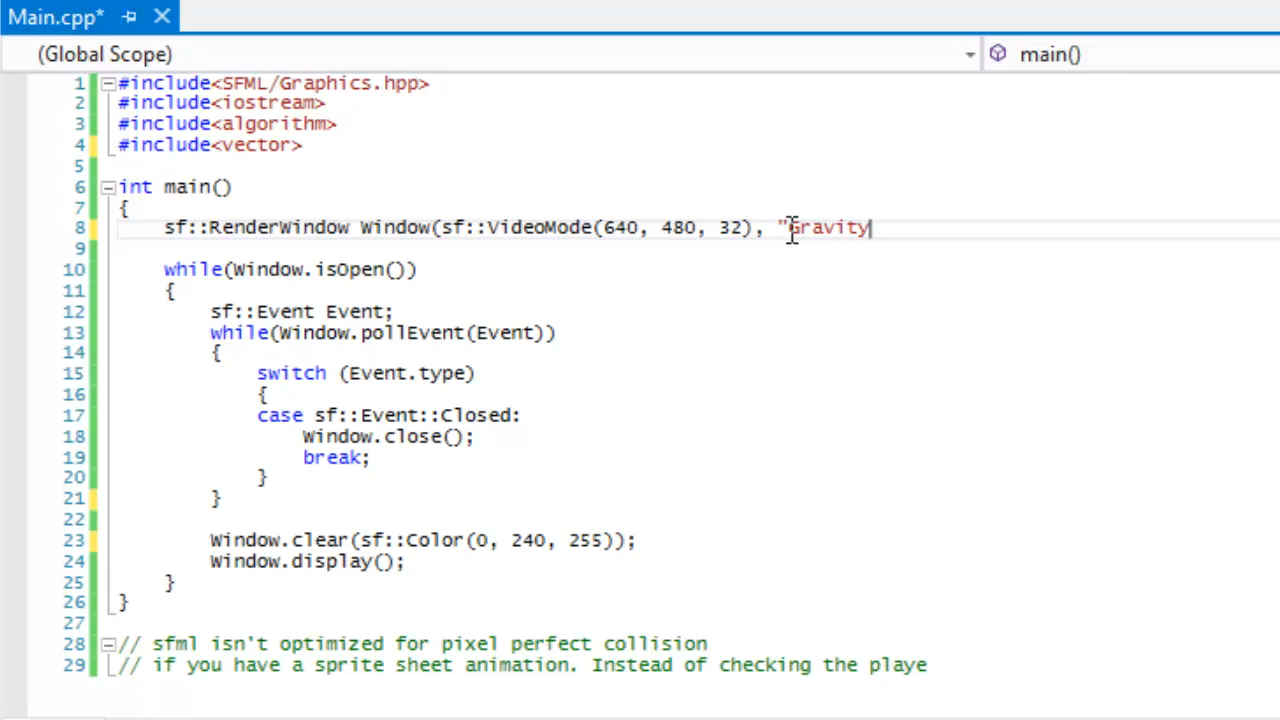 Main.cpp*
(Global Scope) main()
1 #include<SFML/Graphics.hpp>
2 #include<iostream>
3 #include<algorithm>
4 #include<vector>
5
6 int main()
7 {
8 sf::RenderWindow Window(sf::VideoMode(640, 480, 32), "Gravity
9
10 while(Window.isOpen())
11 {
12 sf::Event Event;
13 while(Window.pollEvent(Event))
14 {
15 switch (Event.type)
16 {
17 case sf::Event::Closed:
18 Window.close();
19 break;
20 }
21 }
22
23 Window.clear(sf::Color(0, 240, 255));
24 Window.display();
25 }
26 }
27
28 // sfml isn't optimized for pixel perfect collision
29 // if you have a sprite sheet animation. Instead of checking the playe